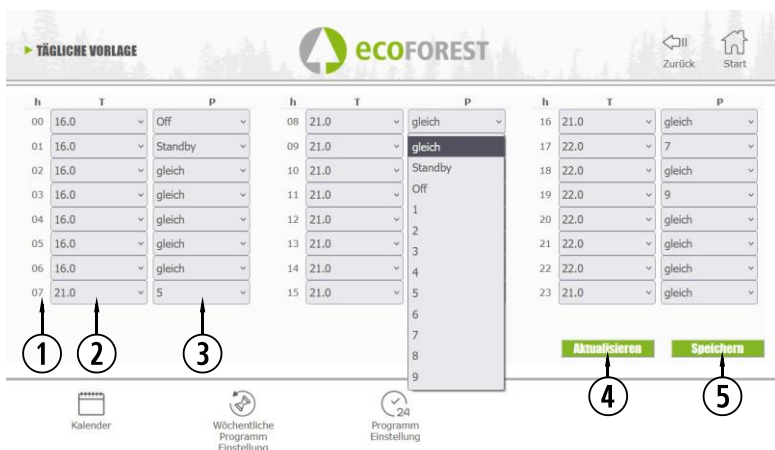 TÄGLICHE VORLAGE
ecoFOREST
Zurück
Start
h T P h T P h T P
00 16.0 Off 08 21.0 gleich 16 21.0 gleich
01 16.0 Standby 09 21.0 gleich 17 22.0 7
02 16.0 gleich 10 21.0 Standby 18 22.0 gleich
03 16.0 gleich 11 21.0 Off 19 22.0 9
1
04 16.0 gleich 12 21.0 2 20 22.0 gleich
05 16.0 gleich 13 21.0 3 21 22.0 gleich
4
06 16.0 gleich 14 21.0 5 22 22.0 gleich
07 21.0 5 15 21.0 6 23 21.0 gleich
7
8
9
Aktualisieren
Speichern
1
2
3
4
5
Kalender
Wöchentliche
Programm
Einstellung
24
Programm
Einstellung